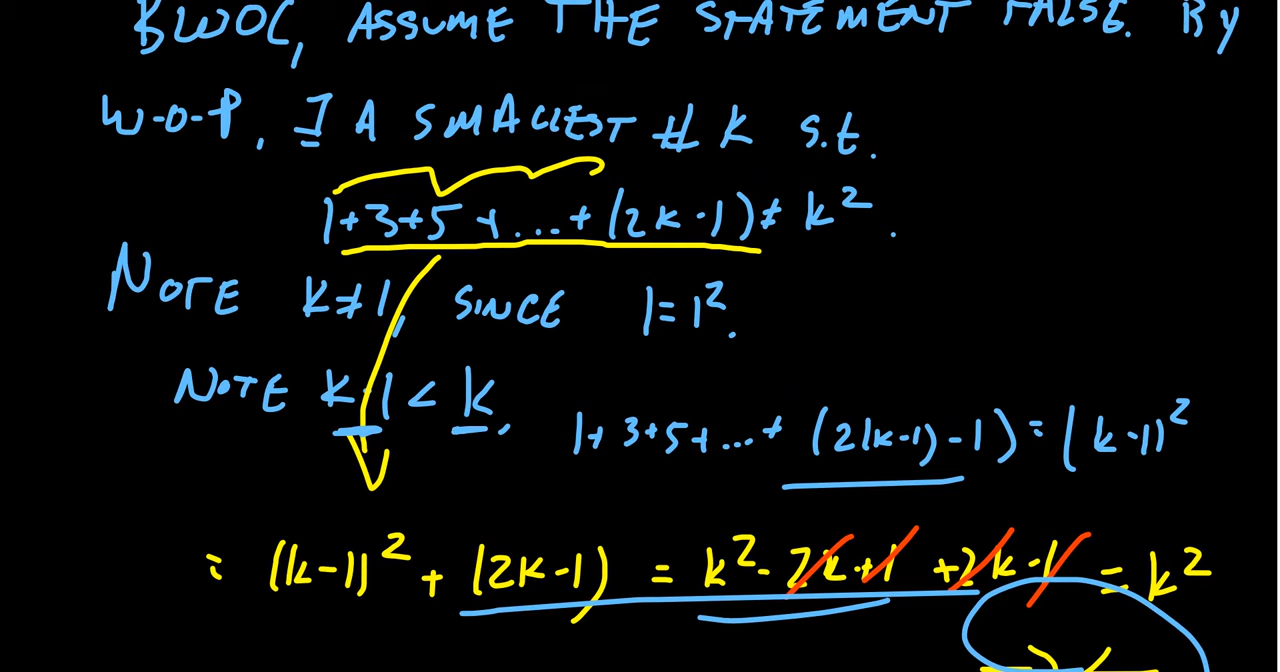 BWOC, ASSUME THE STATEMENT FALSE. BY
W-O-P, ∃ A SMALLEST # K s.t.
1+3+5+...+(2k-1) ≠ k².
NOTE K≠1, SINCE 1=1².
NOTE k-1 < k, 1+3+5+...+(2(k-1)-1)=(k-1)²
= (k-1)² + (2k-1) = k²-2k+1+2k-1 = k²